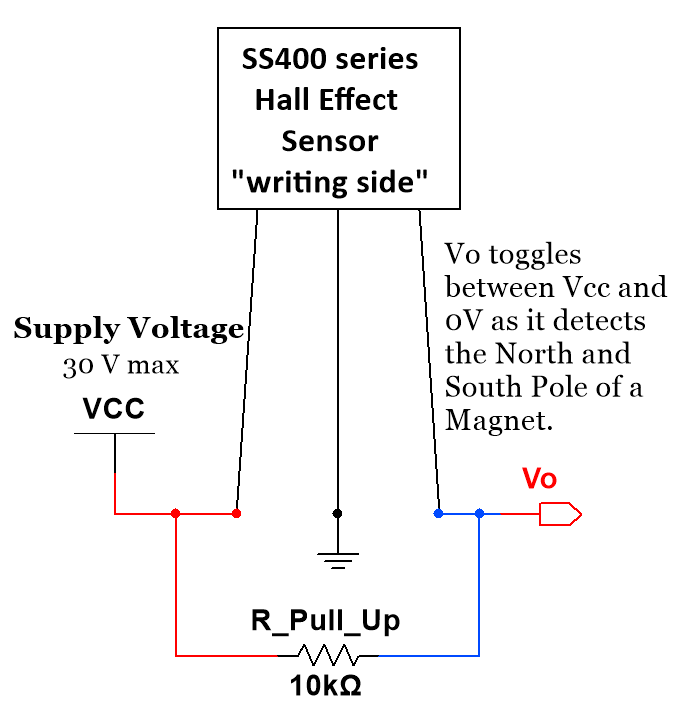 SS400 series
Hall Effect
Sensor
"writing side"
Vo toggles
between Vcc and
0V as it detects
the North and
South Pole of a
Magnet.
Supply Voltage
30 V max
VCC
Vo
R_Pull_Up
10kΩ